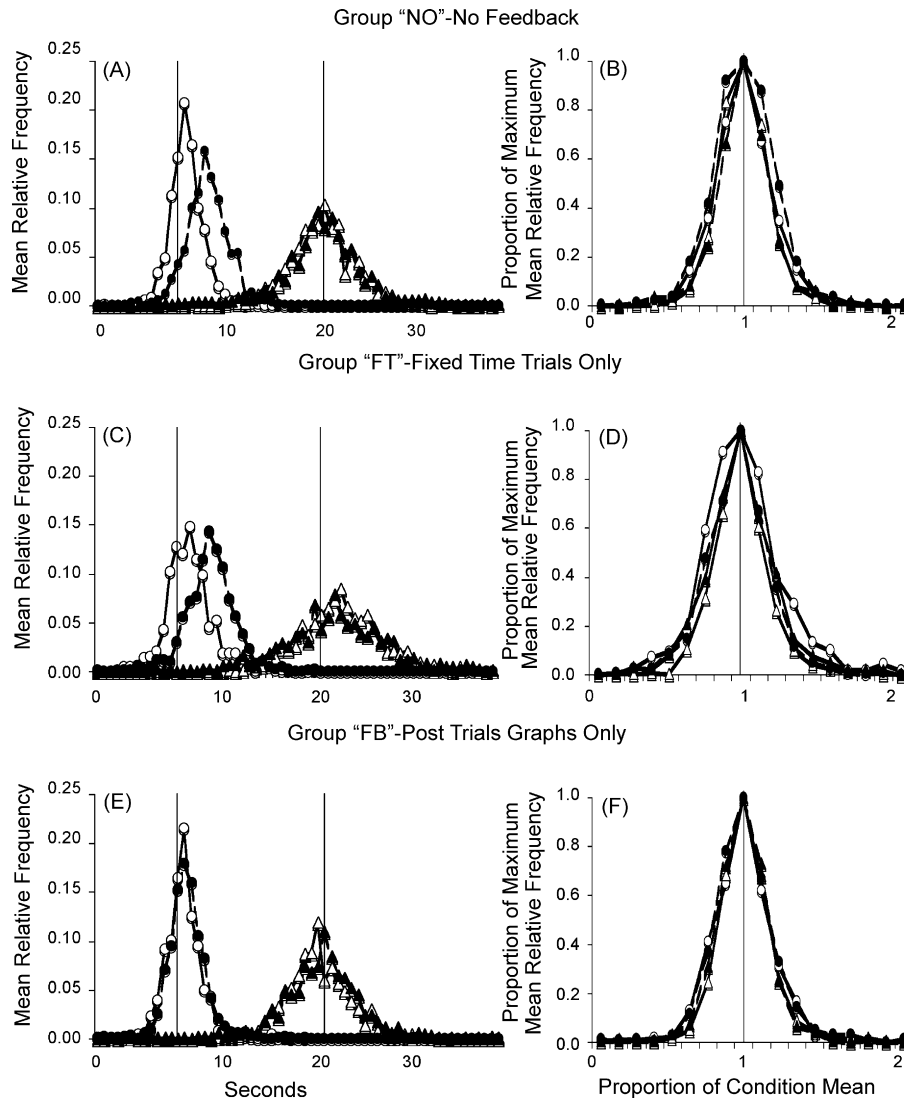 Group “NO”-No Feedback
(A)
Mean Relative Frequency
0.25
0.20
0.15
0.10
0.05
0.00
0 10 20 30
(B)
Proportion of Maximum
Mean Relative Frequency
1.0
0.8
0.6
0.4
0.2
0.0
0 1 2
Group “FT”-Fixed Time Trials Only
(C)
Mean Relative Frequency
0.25
0.20
0.15
0.10
0.05
0.00
0 10 20 30
(D)
Proportion of Maximum
Mean Relative Frequency
1.0
0.8
0.6
0.4
0.2
0.0
0 1 2
Group “FB”-Post Trials Graphs Only
(E)
Mean Relative Frequency
0.25
0.20
0.15
0.10
0.05
0.00
0 10 20 30
Seconds
(F)
Proportion of Maximum
Mean Relative Frequency
1.0
0.8
0.6
0.4
0.2
0.0
0 1 2
Proportion of Condition Mean